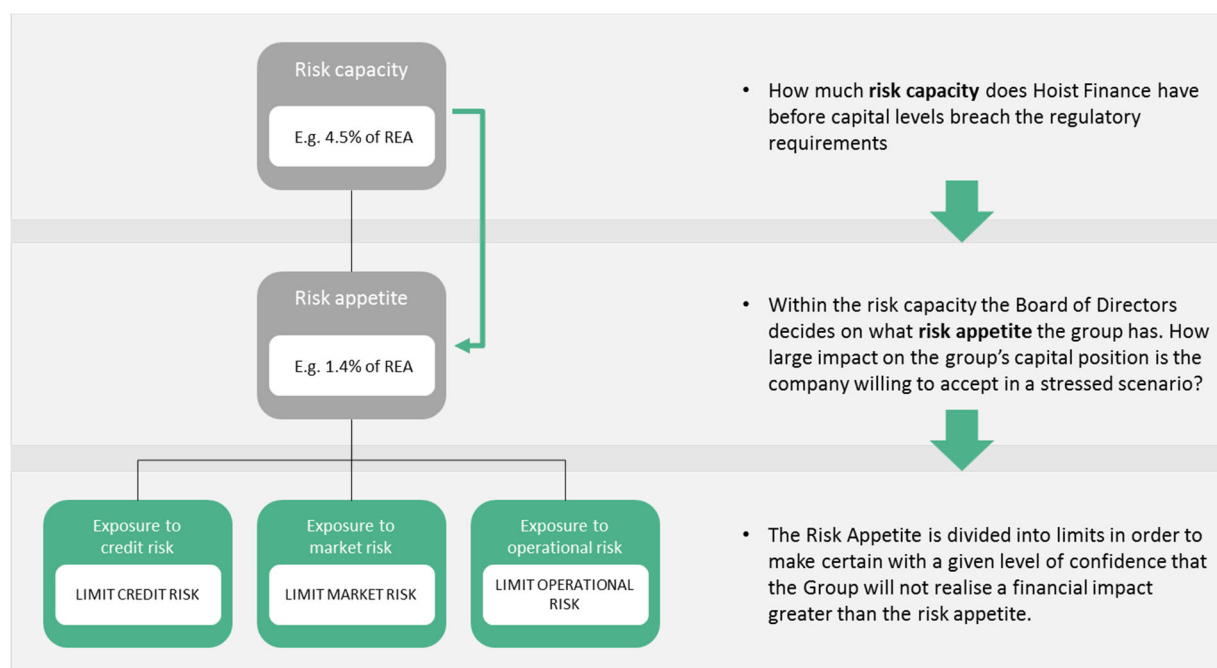 Risk capacity
E.g. 4.5% of REA
• How much risk capacity does Hoist Finance have
before capital levels breach the regulatory
requirements
Risk appetite
E.g. 1.4% of REA
• Within the risk capacity the Board of Directors
decides on what risk appetite the group has. How
large impact on the group’s capital position is the
company willing to accept in a stressed scenario?
Exposure to
credit risk
LIMIT CREDIT RISK
Exposure to
market risk
LIMIT MARKET RISK
Exposure to
operational risk
LIMIT OPERATIONAL
RISK
• The Risk Appetite is divided into limits in order to
make certain with a given level of confidence that
the Group will not realise a financial impact
greater than the risk appetite.